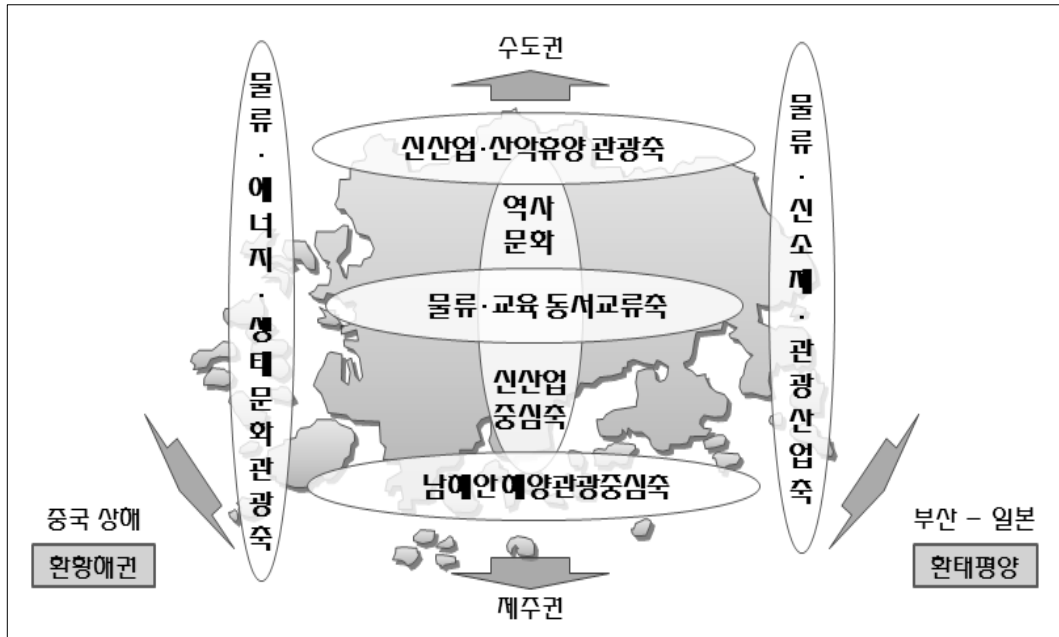 수도권
물류·에너지·생태문화관광축
신산업·산악휴양 관광축
역사
문화
물류·교육 동서교류축
신산업
중심축
남해안해양관광중심축
물류·신소재·관광산업축
중국 상해
환황해권
부산 – 일본
환태평양
제주권